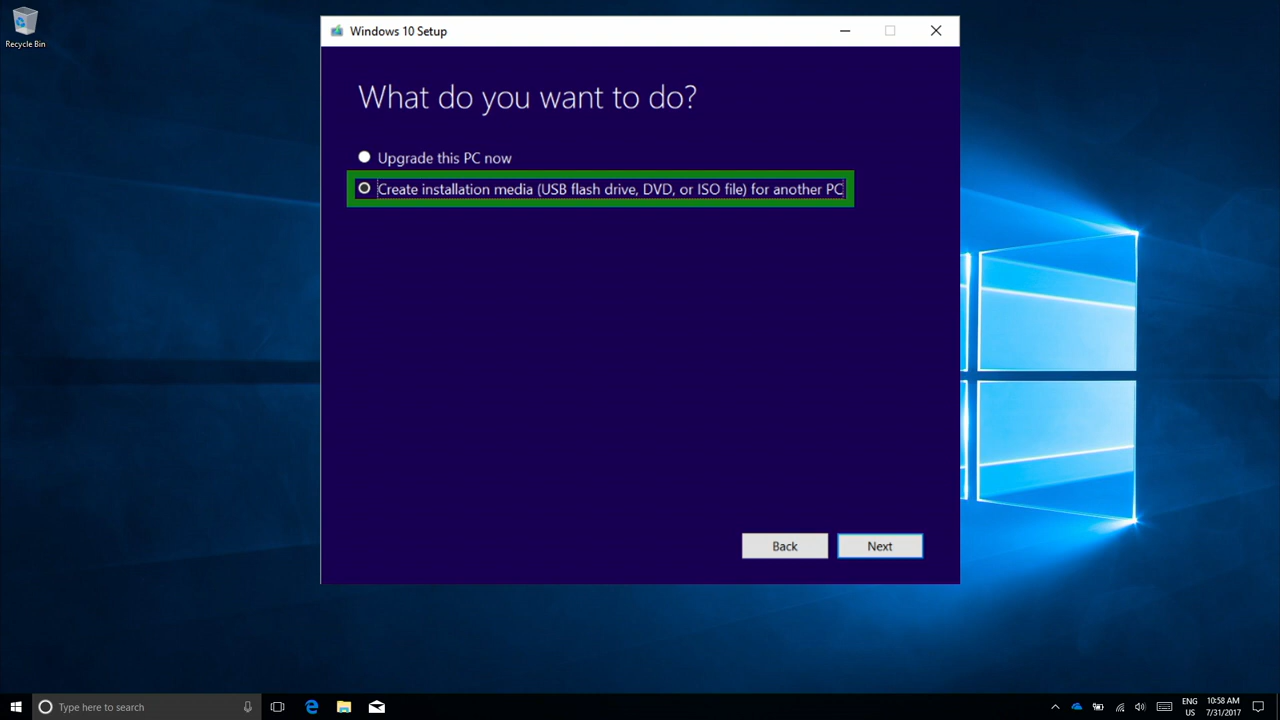 Recycle Bin
Windows 10 Setup
What do you want to do?
Upgrade this PC now
Create installation media (USB flash drive, DVD, or ISO file) for another PC
Back
Next
Type here to search
ENG
US
10:58 AM
7/31/2017